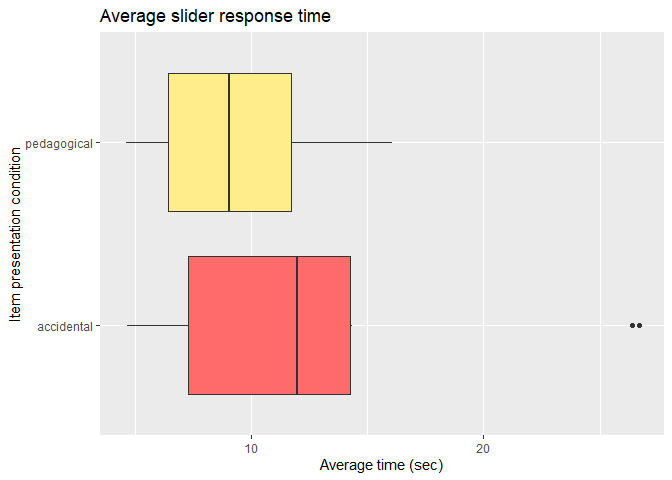 Average slider response time
Item presentation condition
pedagogical
accidental
10
20
Average time (sec)